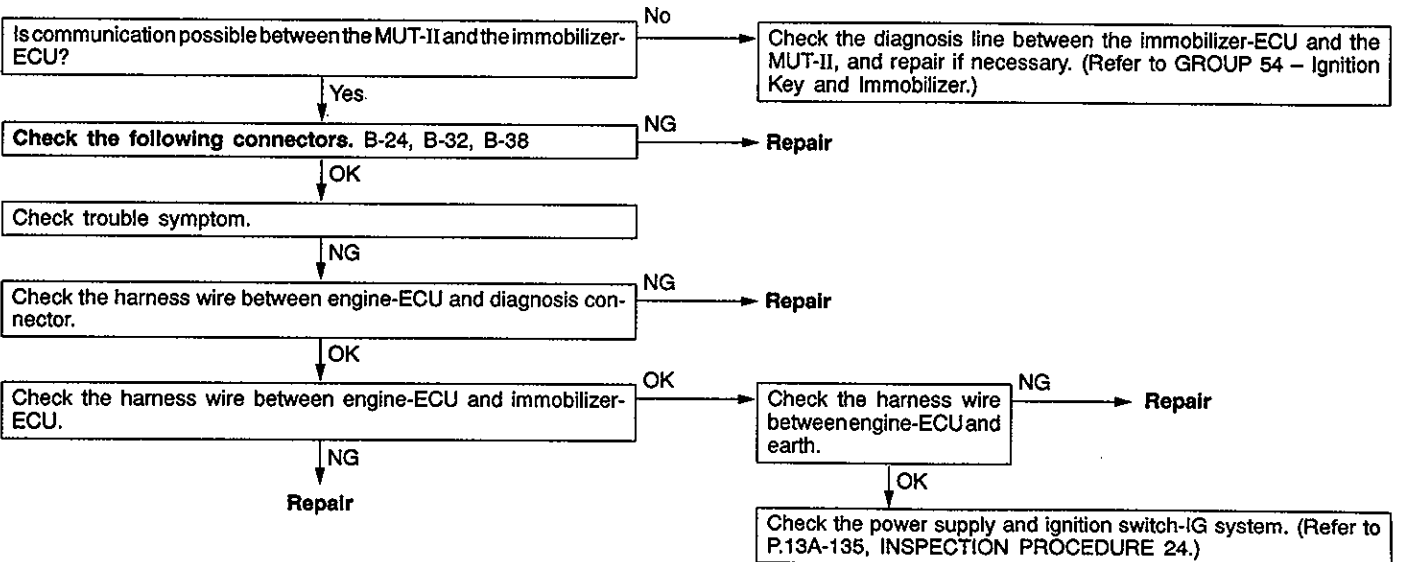 Is communication possible between the MUT-II and the immobilizer-
ECU?
No
Check the diagnosis line between the immobilizer-ECU and the
MUT-II, and repair if necessary. (Refer to GROUP 54 – Ignition
Key and Immobilizer.)
Yes
Check the following connectors. B-24, B-32, B-38
NG
Repair
OK
Check trouble symptom.
NG
Check the harness wire between engine-ECU and diagnosis con-
nector.
NG
Repair
OK
Check the harness wire between engine-ECU and immobilizer-
ECU.
OK
Check the harness wire
between engine-ECU and
earth.
NG
Repair
NG
Repair
OK
Check the power supply and ignition switch-IG system. (Refer to
P.13A-135, INSPECTION PROCEDURE 24.)